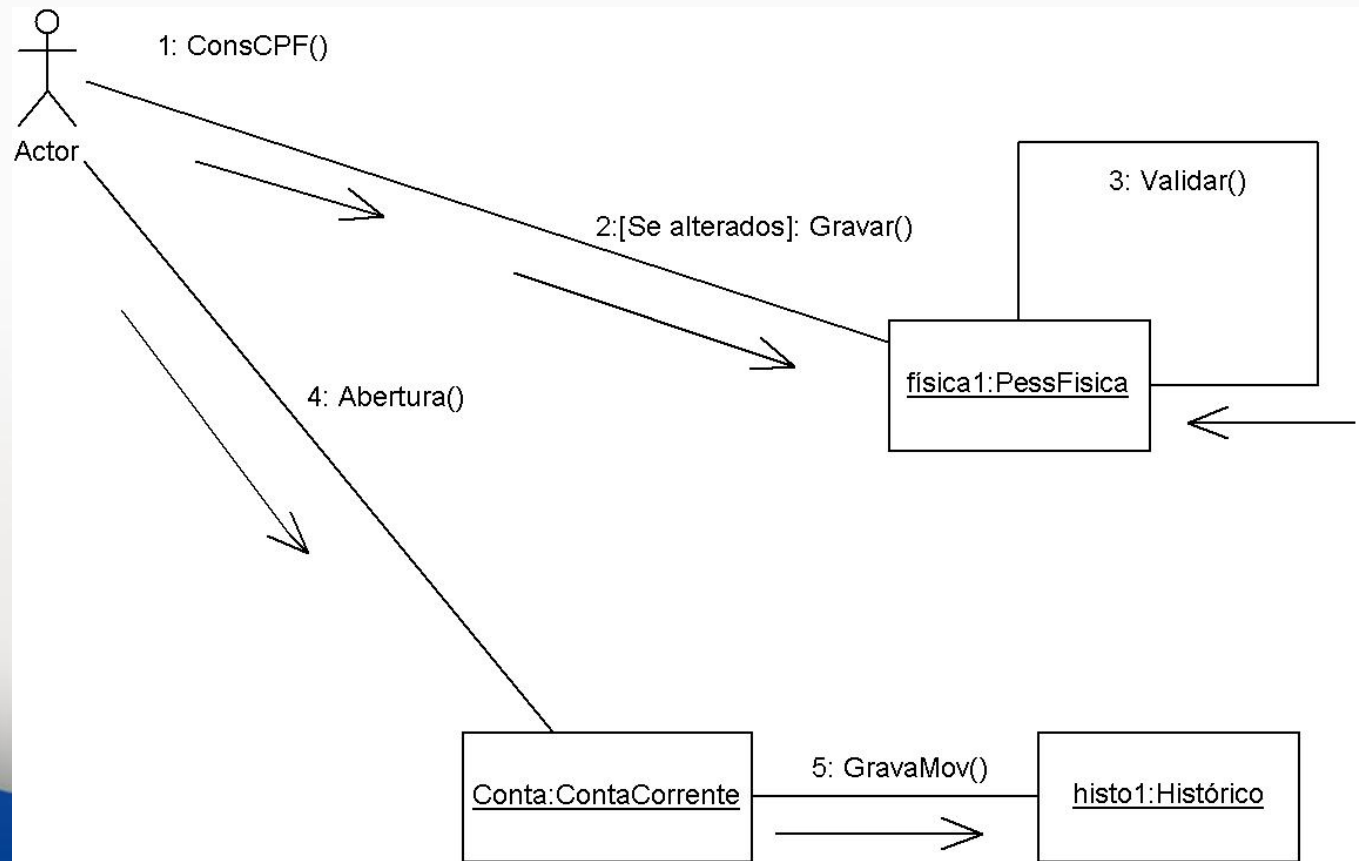 1: ConsCPF()
Actor
3: Validar()
2:[Se alterados]: Gravar()
física1:PessFisica
4: Abertura()
5: GravaMov()
Conta:ContaCorrente
histo1:Histórico